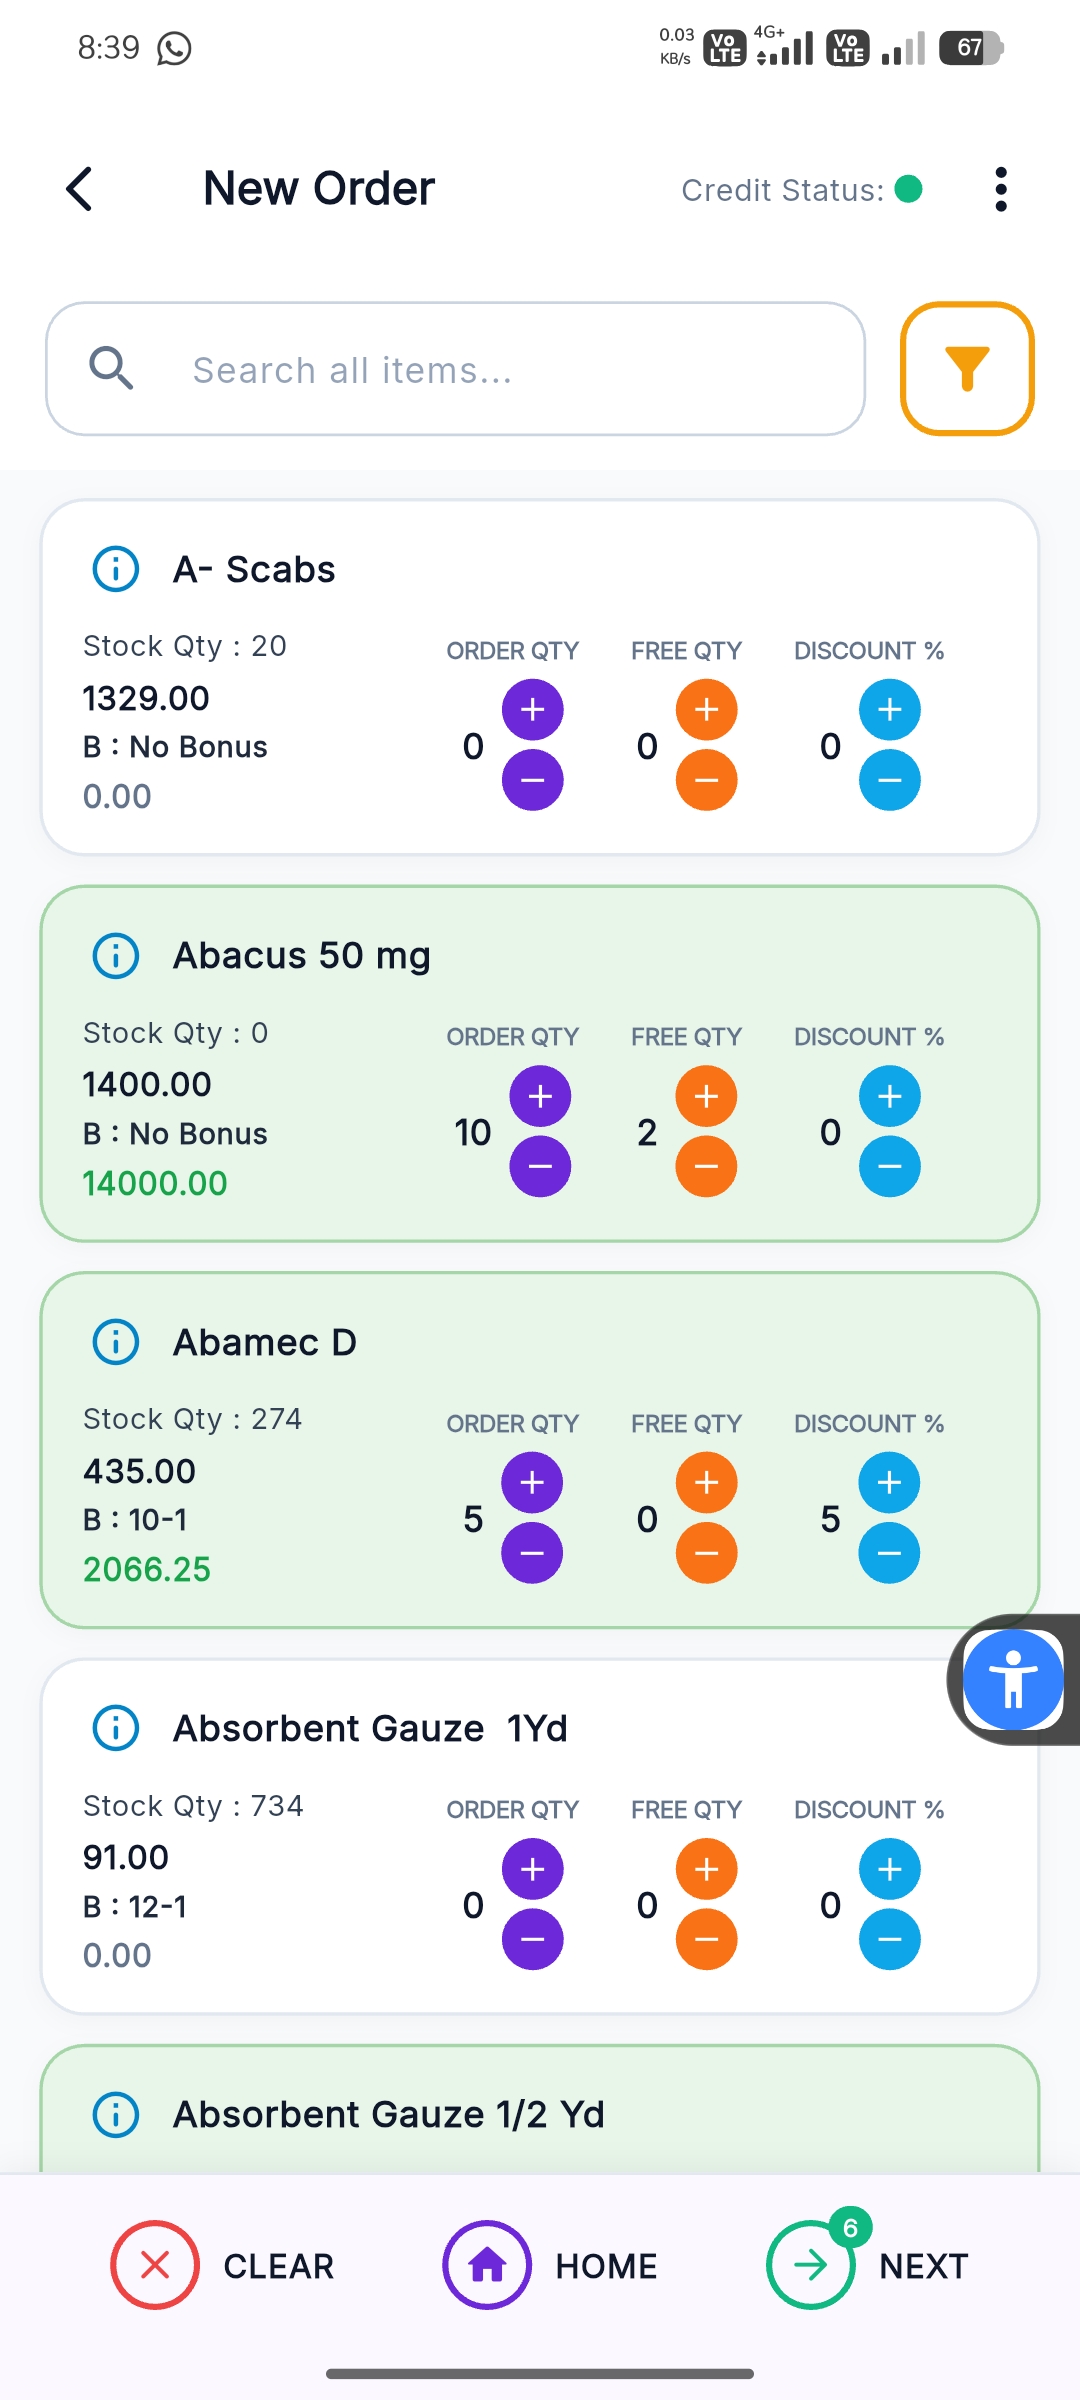 8:39
0.03 KB/s
Vo LTE
4G+
Vo LTE
67
New Order
Credit Status:
Search all items...
A- Scabs
Stock Qty : 20
ORDER QTY FREE QTY DISCOUNT %
1329.00
B : No Bonus
0 0 0
0.00
Abacus 50 mg
Stock Qty : 0
ORDER QTY FREE QTY DISCOUNT %
1400.00
B : No Bonus
10 2 0
14000.00
Abamec D
Stock Qty : 274
ORDER QTY FREE QTY DISCOUNT %
435.00
B : 10-1
5 0 5
2066.25
Absorbent Gauze  1Yd
Stock Qty : 734
ORDER QTY FREE QTY DISCOUNT %
91.00
B : 12-1
0 0 0
0.00
Absorbent Gauze 1/2 Yd
CLEAR
HOME
6
NEXT